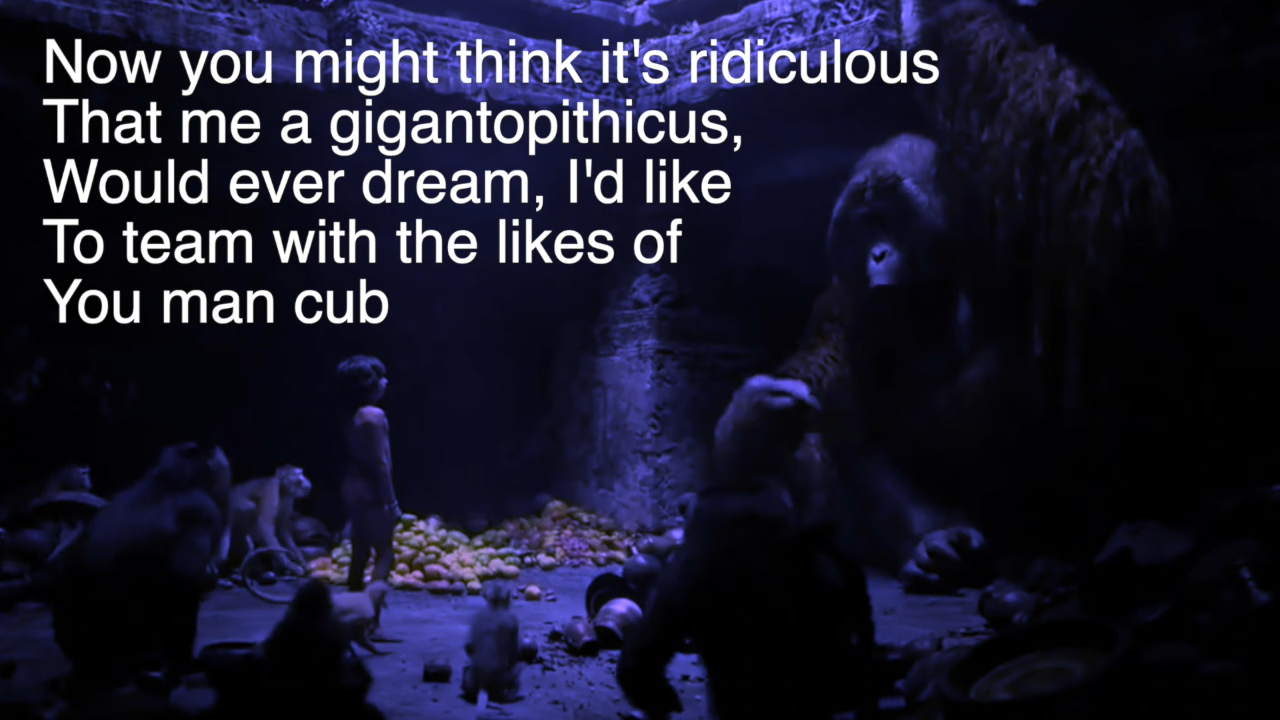 Now you might think it's ridiculous
That me a gigantopithicus,
Would ever dream, I'd like
To team with the likes of
You man cub